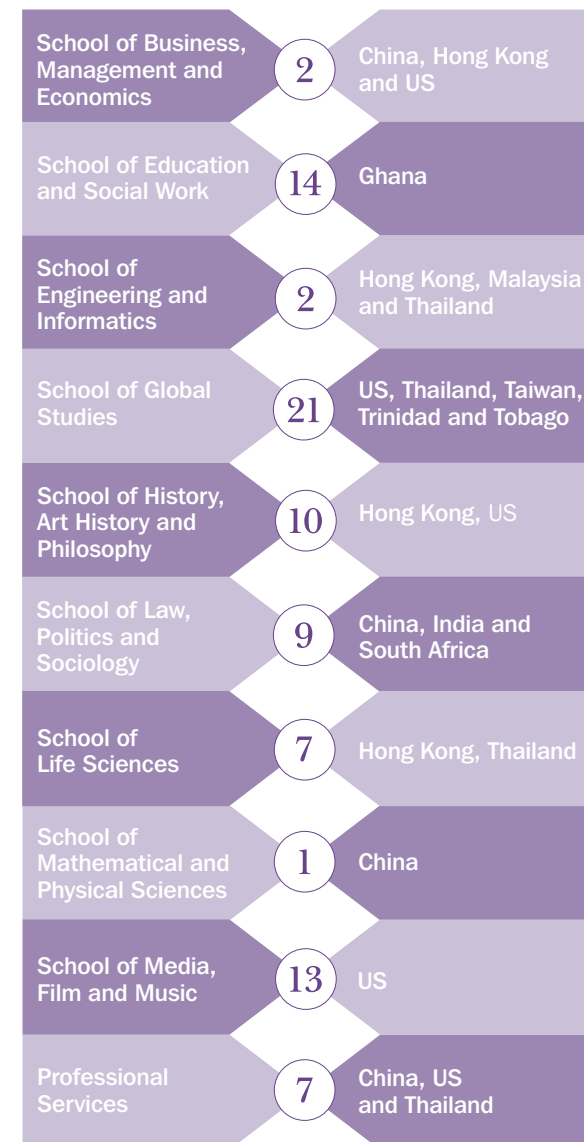 School of Business,
Management and
Economics
2
China, Hong Kong
and US
School of Education
and Social Work
14
Ghana
School of
Engineering and
Informatics
2
Hong Kong, Malaysia
and Thailand
School of Global
Studies
21
US, Thailand, Taiwan,
Trinidad and Tobago
School of History,
Art History and
Philosophy
10
Hong Kong, US
School of Law,
Politics and
Sociology
9
China, India and
South Africa
School of
Life Sciences
7
Hong Kong, Thailand
School of
Mathematical and
Physical Sciences
1
China
School of Media,
Film and Music
13
US
Professional
Services
7
China, US
and Thailand